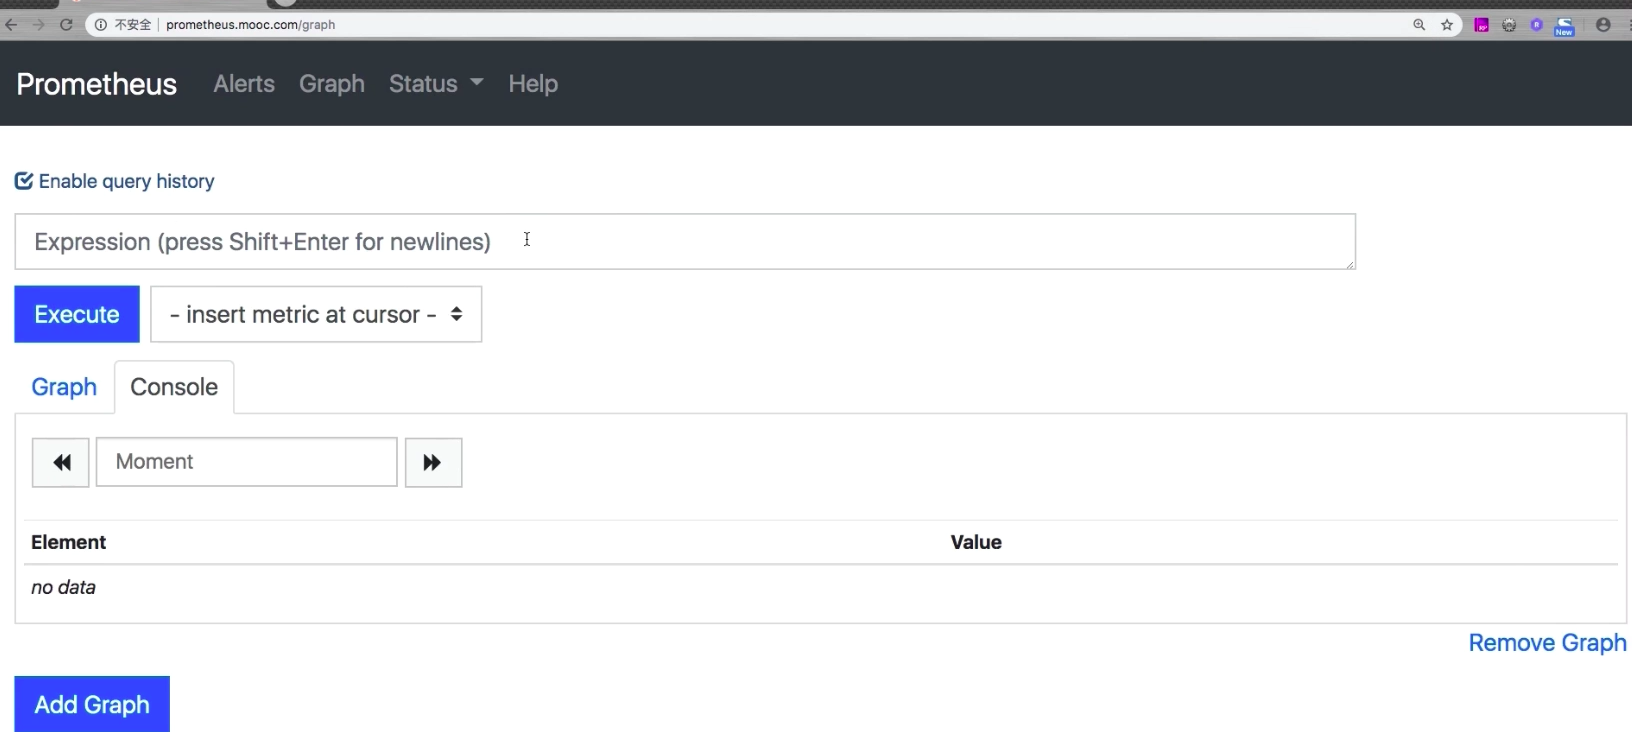 不安全 prometheus.mooc.com/graph
New
Prometheus Alerts Graph Status Help
Enable query history
Expression (press Shift+Enter for newlines)
Execute - insert metric at cursor -
Graph Console
Moment
Element Value
no data
Remove Graph
Add Graph